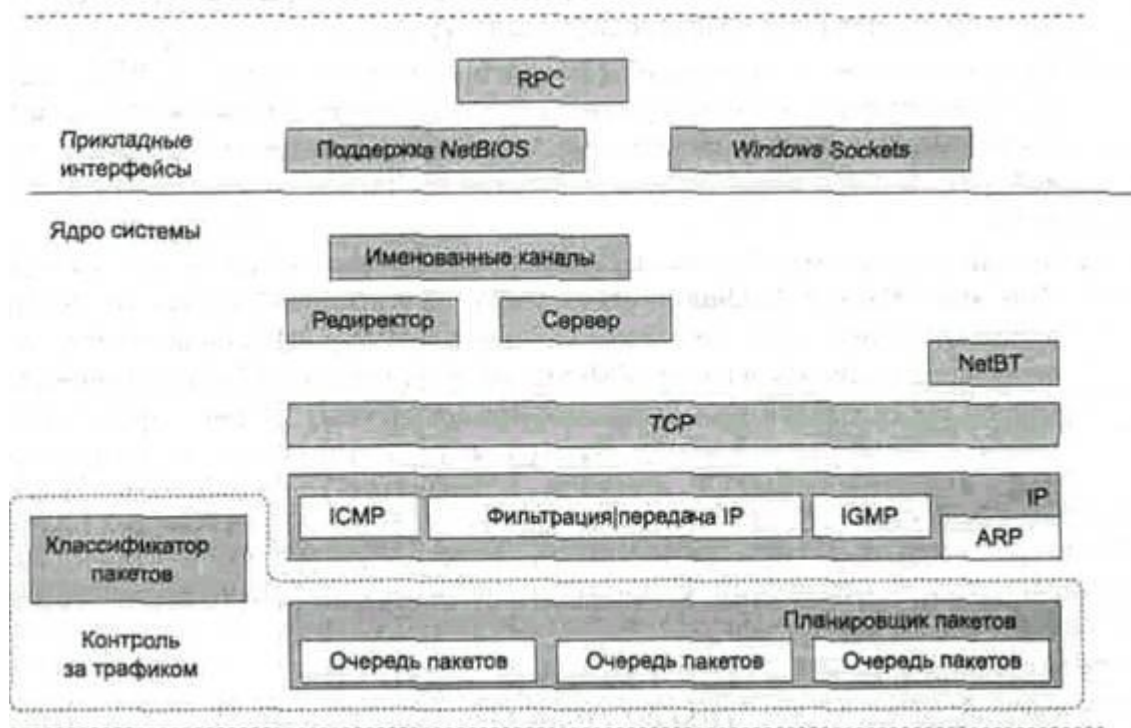 RPC
Прикладные
интерфейсы
Поддержка NetBIOS
Windows Sockets
Ядро системы
Именованные каналы
Редиректор
Сервер
NetBT
TCP
IP
ICMP
Фильтрация|передача IP
IGMP
ARP
Классификатор
пакетов
Контроль
за трафиком
Планировщик пакетов
Очередь пакетов
Очередь пакетов
Очередь пакетов